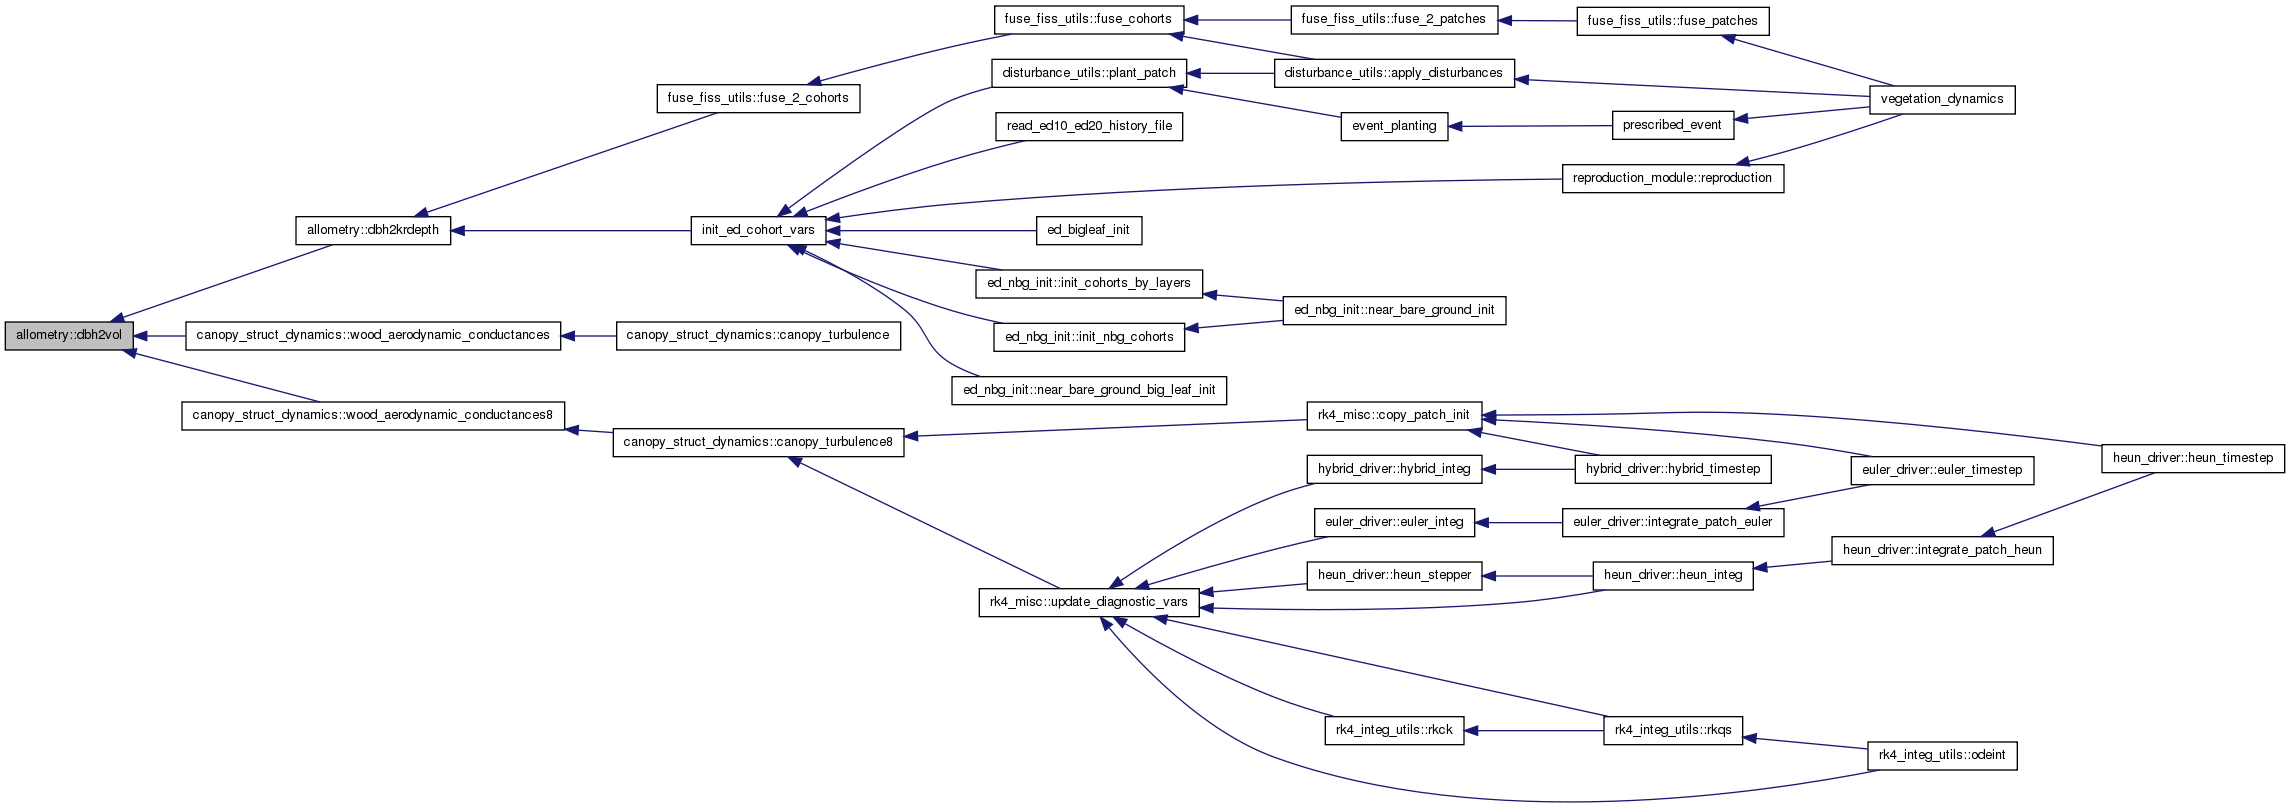 fuse_fiss_utils::fuse_cohorts
fuse_fiss_utils::fuse_2_patches
fuse_fiss_utils::fuse_patches
disturbance_utils::plant_patch
disturbance_utils::apply_disturbances
fuse_fiss_utils::fuse_2_cohorts
vegetation_dynamics
read_ed10_ed20_history_file
event_planting
prescribed_event
reproduction_module::reproduction
allometry::dbh2krdepth
init_ed_cohort_vars
ed_bigleaf_init
ed_nbg_init::init_cohorts_by_layers
ed_nbg_init::near_bare_ground_init
allometry::dbh2vol
canopy_struct_dynamics::wood_aerodynamic_conductances
canopy_struct_dynamics::canopy_turbulence
ed_nbg_init::init_nbg_cohorts
ed_nbg_init::near_bare_ground_big_leaf_init
canopy_struct_dynamics::wood_aerodynamic_conductances8
rk4_misc::copy_patch_init
canopy_struct_dynamics::canopy_turbulence8
heun_driver::heun_timestep
hybrid_driver::hybrid_integ
hybrid_driver::hybrid_timestep
euler_driver::euler_timestep
euler_driver::euler_integ
euler_driver::integrate_patch_euler
heun_driver::integrate_patch_heun
heun_driver::heun_stepper
heun_driver::heun_integ
rk4_misc::update_diagnostic_vars
rk4_integ_utils::rkck
rk4_integ_utils::rkqs
rk4_integ_utils::odeint